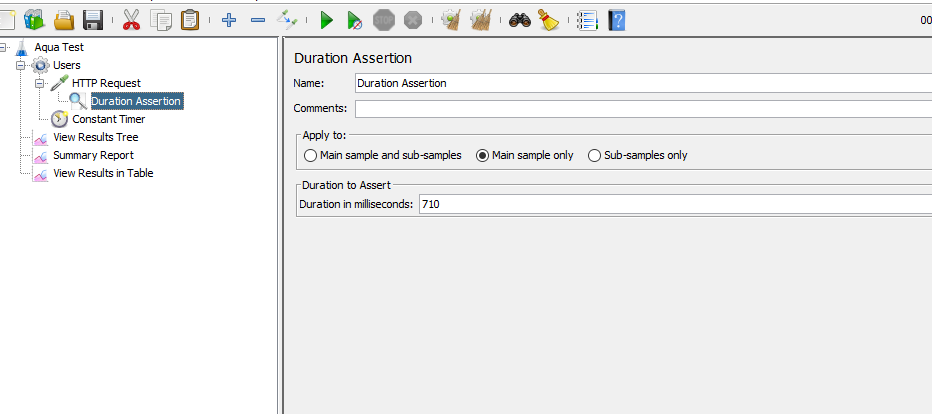 STOP
00
Aqua Test
Users
HTTP Request
Duration Assertion
Constant Timer
View Results Tree
Summary Report
View Results in Table
Duration Assertion
Name: Duration Assertion
Comments:
Apply to:
Main sample and sub-samples Main sample only Sub-samples only
Duration to Assert
Duration in milliseconds: 710